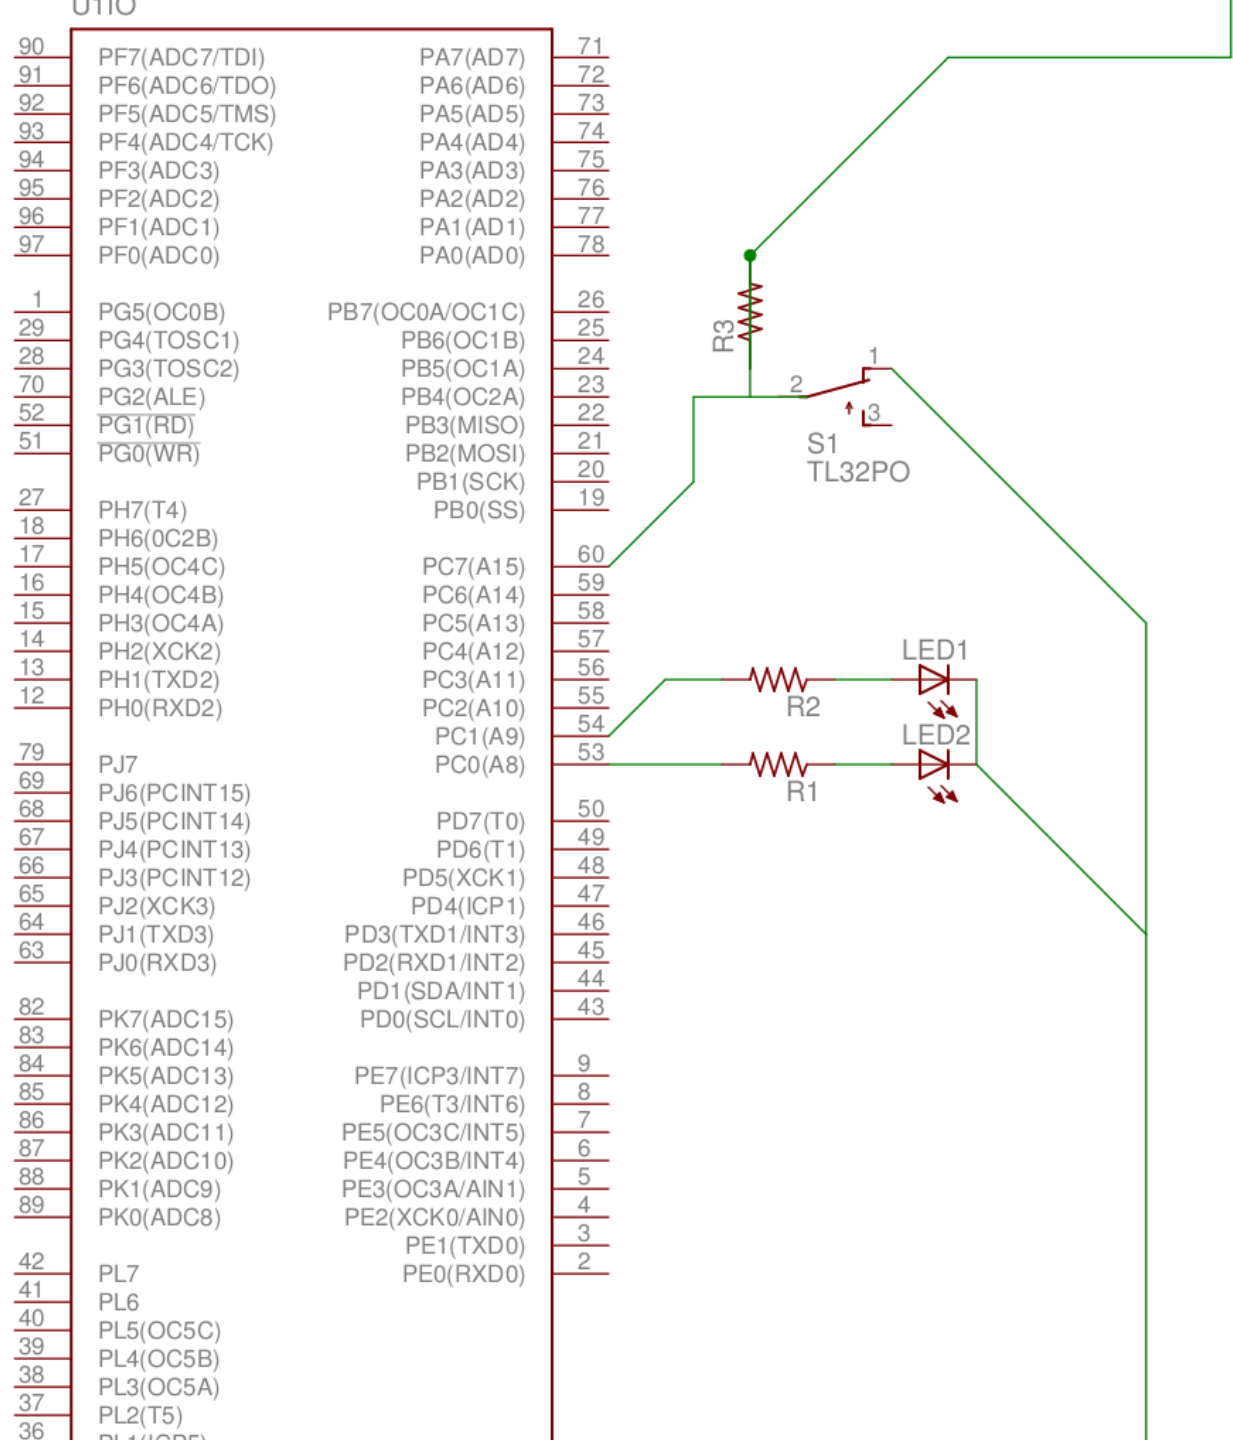 U1IO
90 PF7(ADC7/TDI) PA7(AD7) 71
91 PF6(ADC6/TDO) PA6(AD6) 72
92 PF5(ADC5/TMS) PA5(AD5) 73
93 PF4(ADC4/TCK) PA4(AD4) 74
94 PF3(ADC3) PA3(AD3) 75
95 PF2(ADC2) PA2(AD2) 76
96 PF1(ADC1) PA1(AD1) 77
97 PF0(ADC0) PA0(AD0) 78
1 PG5(OC0B) PB7(OC0A/OC1C) 26
29 PG4(TOSC1) PB6(OC1B) 25
R3
28 PG3(TOSC2) PB5(OC1A) 24 1
70 PG2(ALE) PB4(OC2A) 23 2
52 PG1(RD) PB3(MISO) 22 3
51 PG0(WR) PB2(MOSI) 21 S1
PB1(SCK) 20 TL32PO
27 PH7(T4) PB0(SS) 19
18 PH6(0C2B)
17 PH5(OC4C) PC7(A15) 60
16 PH4(OC4B) PC6(A14) 59
15 PH3(OC4A) PC5(A13) 58
14 PH2(XCK2) PC4(A12) 57 LED1
13 PH1(TXD2) PC3(A11) 56
12 PH0(RXD2) PC2(A10) 55 R2
PC1(A9) 54 LED2
79 PJ7 PC0(A8) 53
69 PJ6(PCINT15) R1
68 PJ5(PCINT14) PD7(T0) 50
67 PJ4(PCINT13) PD6(T1) 49
66 PJ3(PCINT12) PD5(XCK1) 48
65 PJ2(XCK3) PD4(ICP1) 47
64 PJ1(TXD3) PD3(TXD1/INT3) 46
63 PJ0(RXD3) PD2(RXD1/INT2) 45
PD1(SDA/INT1) 44
82 PK7(ADC15) PD0(SCL/INT0) 43
83 PK6(ADC14)
84 PK5(ADC13) PE7(ICP3/INT7) 9
85 PK4(ADC12) PE6(T3/INT6) 8
86 PK3(ADC11) PE5(OC3C/INT5) 7
87 PK2(ADC10) PE4(OC3B/INT4) 6
88 PK1(ADC9) PE3(OC3A/AIN1) 5
89 PK0(ADC8) PE2(XCK0/AIN0) 4
PE1(TXD0) 3
42 PL7 PE0(RXD0) 2
41 PL6
40 PL5(OC5C)
39 PL4(OC5B)
38 PL3(OC5A)
37 PL2(T5)
36